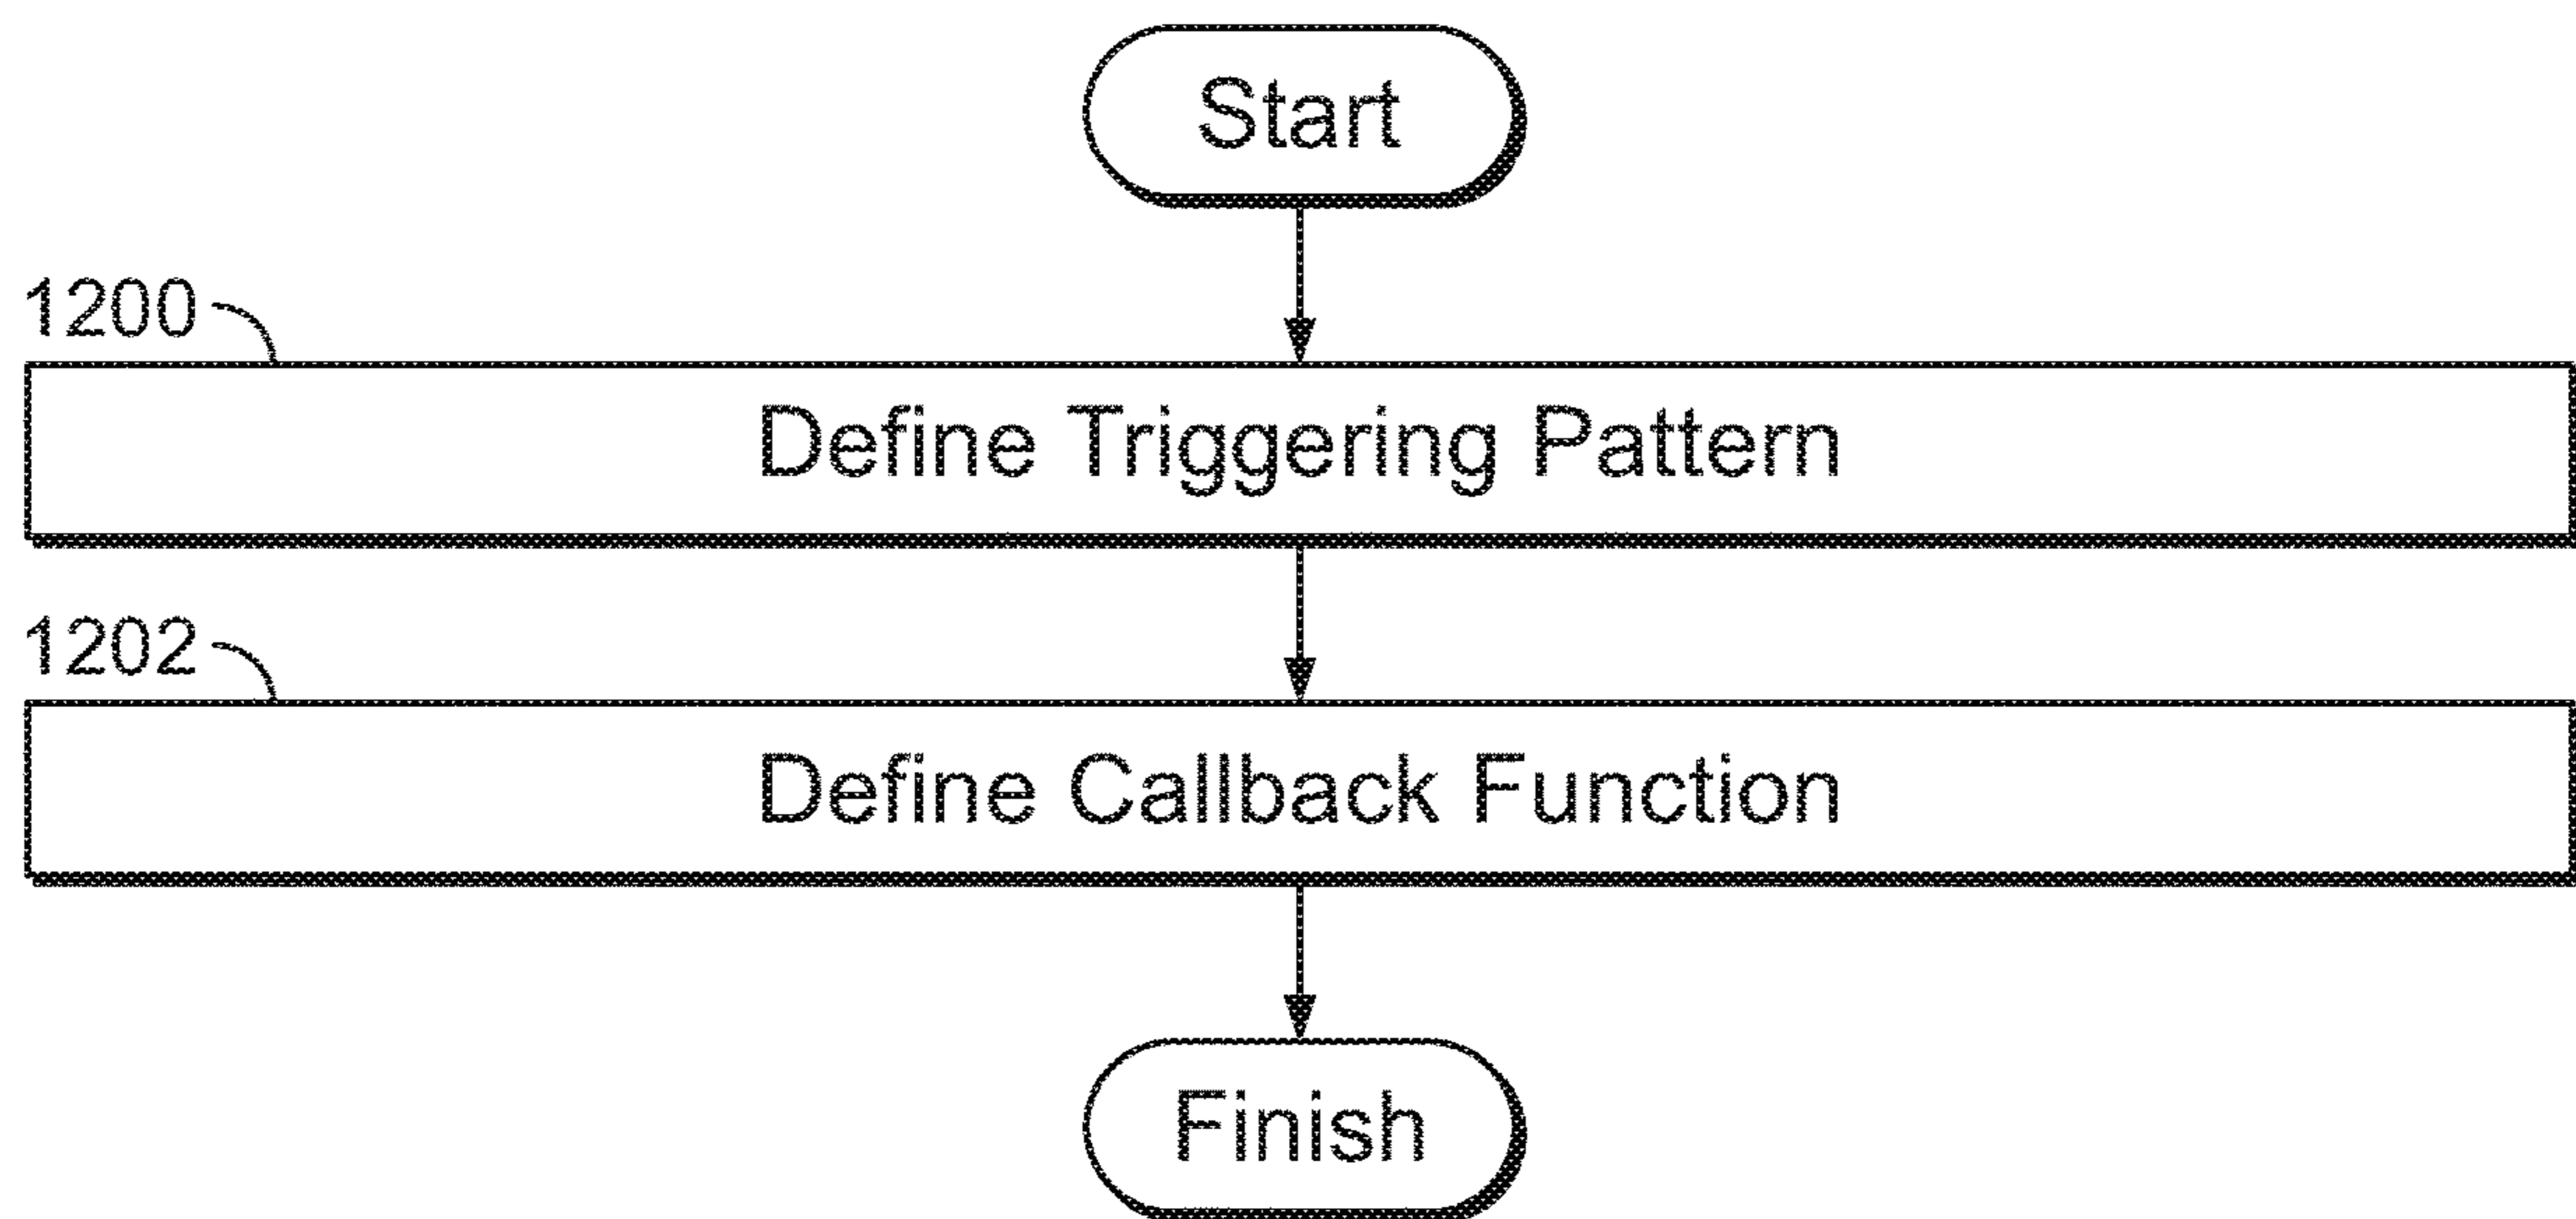 Start
1200
Define Triggering Pattern
1202
Define Callback Function
Finish